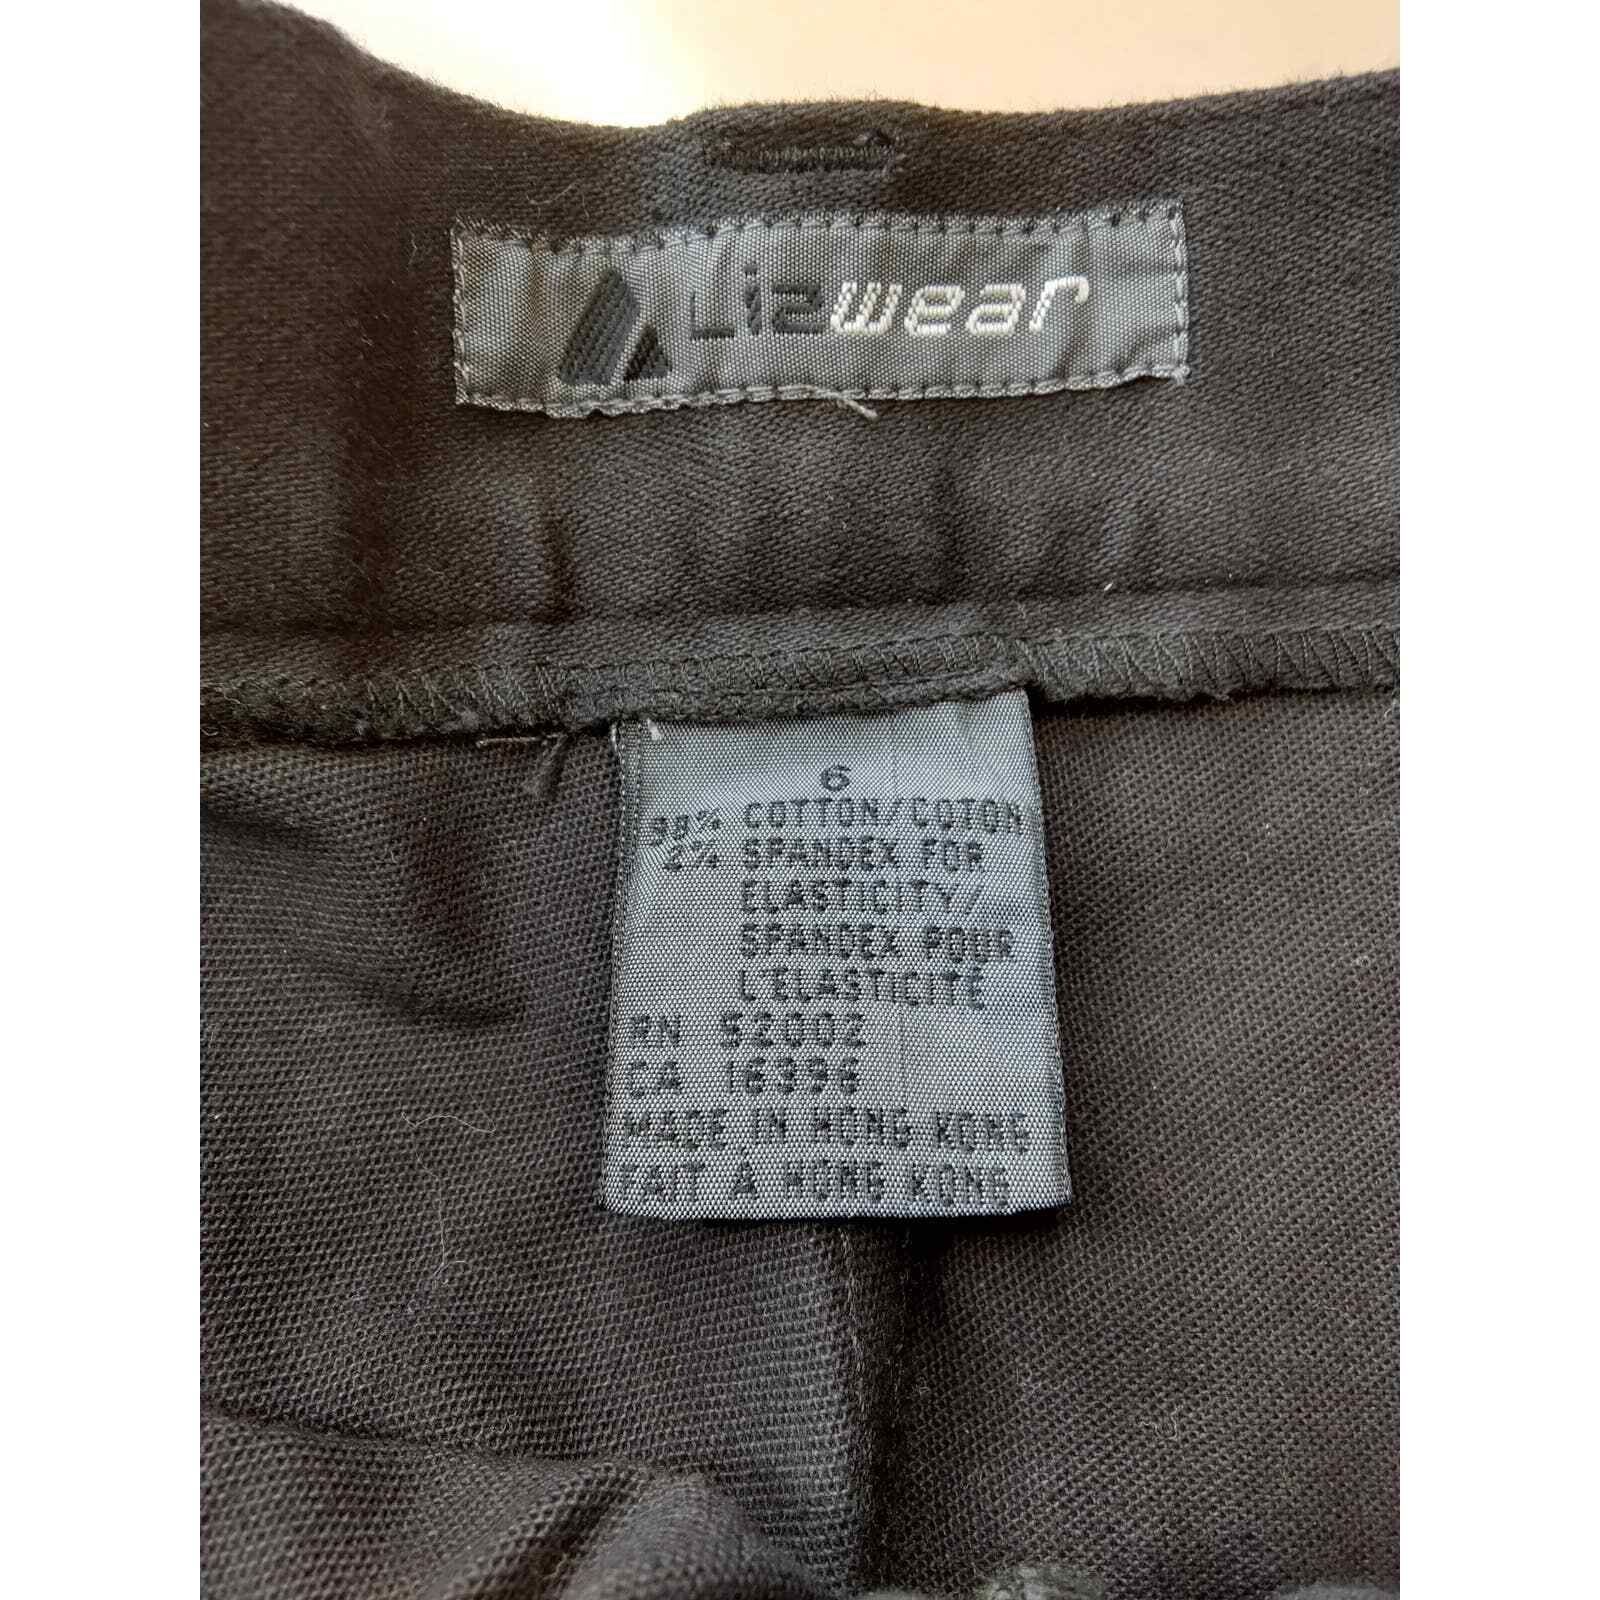 Lizwear
6
98% COTTON/COTON
2% SPANDEX FOR
ELASTICITY/
SPANDEX POUR
L'ELASTICITÉ
RN 52002
CA 16396
MADE IN HONG KONG
FAIT A HONG KONG